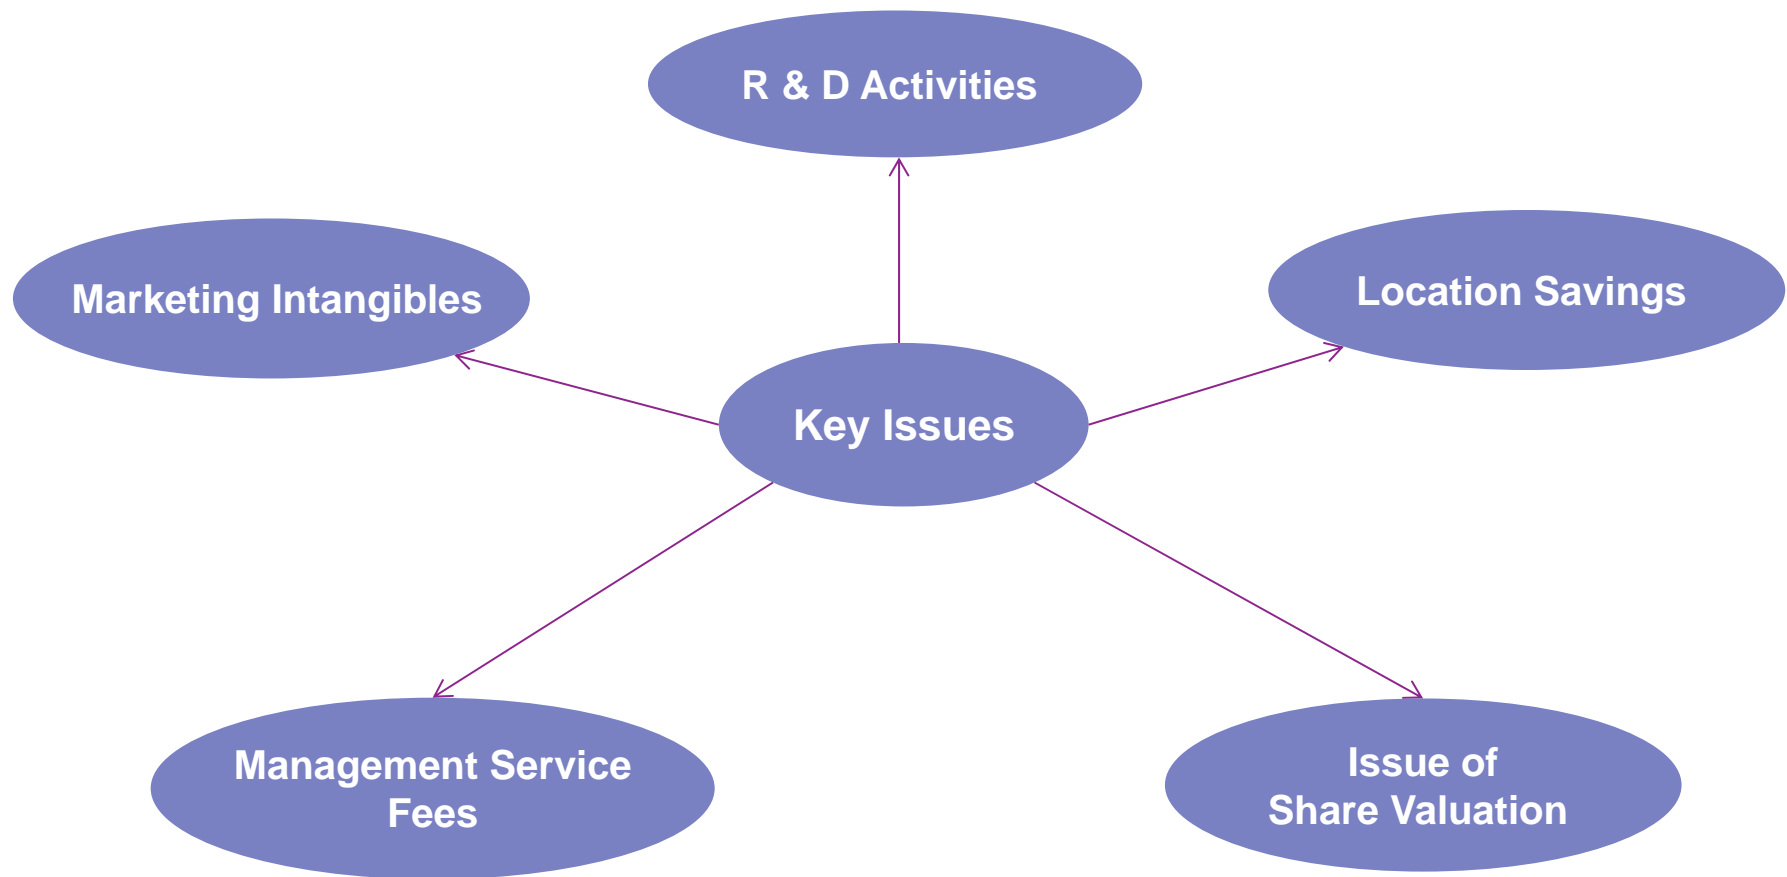 R & D Activities
Marketing Intangibles
Location Savings
Key Issues
Management Service
Fees
Issue of
Share Valuation